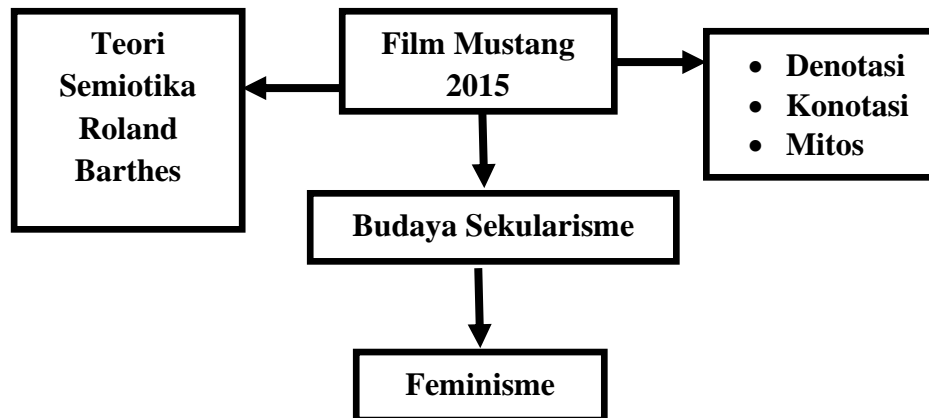 Teori
Semiotika
Roland
Barthes
Film Mustang
2015
• Denotasi
• Konotasi
• Mitos
Budaya Sekularisme
Feminisme